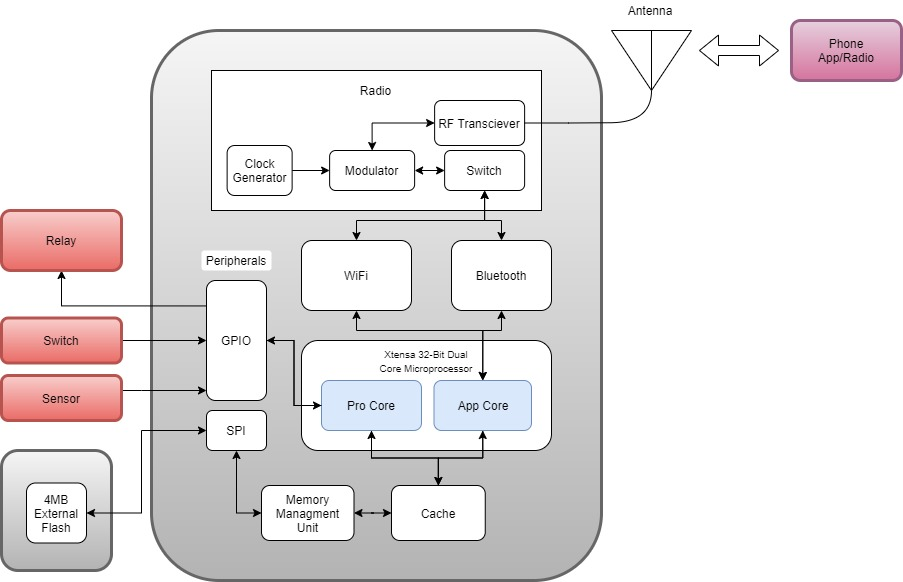 Antenna
Phone
App/Radio
Radio
RF Transciever
Clock
Generator
Modulator
Switch
Relay
Peripherals
WiFi
Bluetooth
Switch
GPIO
Xtensa 32-Bit Dual
Core Microprocessor
Sensor
Pro Core
App Core
SPI
4MB
External
Flash
Memory
Managment
Unit
Cache